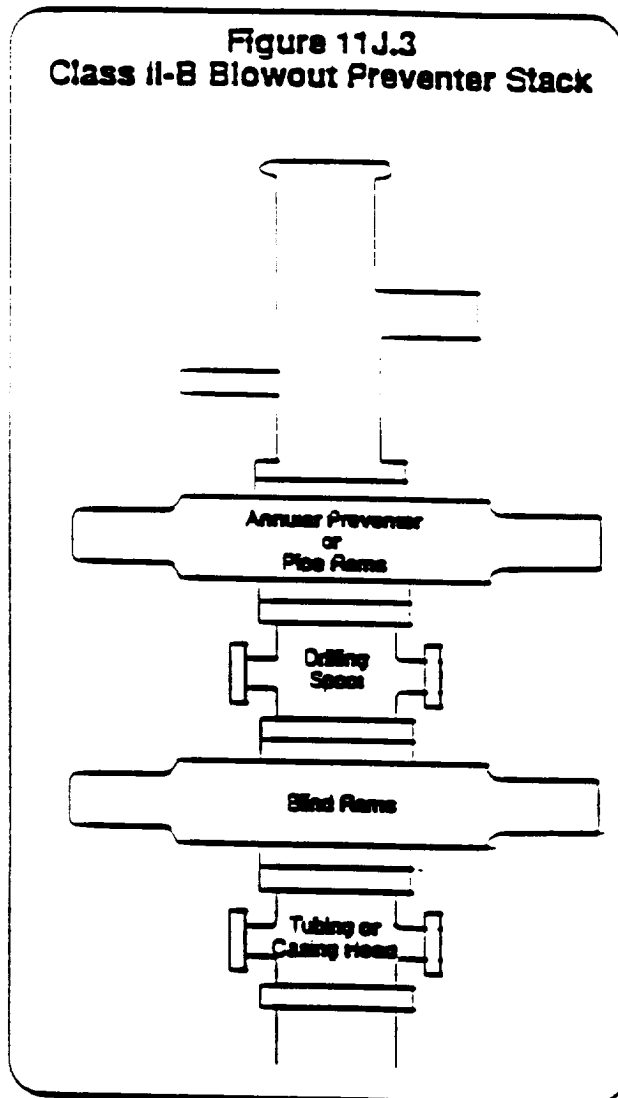 Figure 11J.3
Class II-B Blowout Preventer Stack
Annular Preventer
or
Pipe Rams
Drilling
Spool
Blind Rams
Tubing or
Casing Head